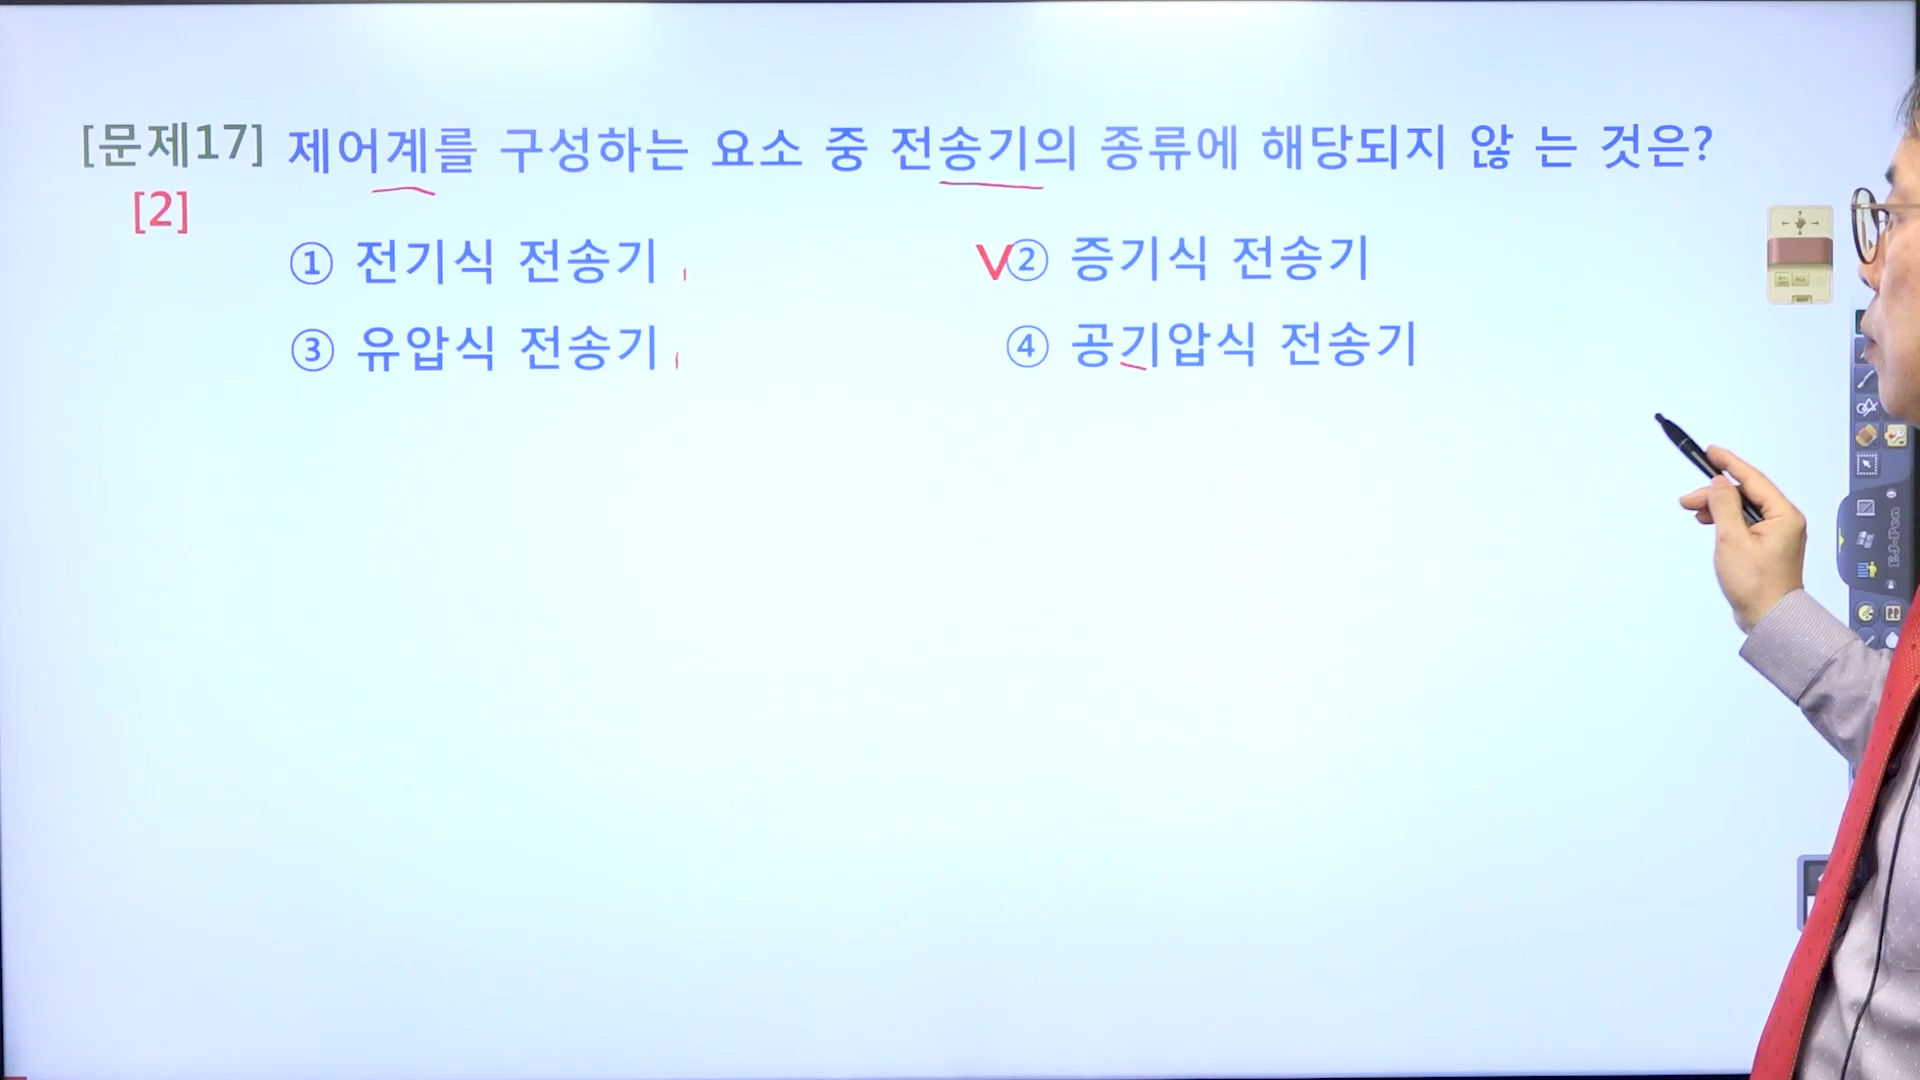 [문제17] 제어계를 구성하는 요소 중 전송기의 종류에 해당되지 않 는 것은?
[2]
① 전기식 전송기
V② 증기식 전송기
③ 유압식 전송기
④ 공기압식 전송기